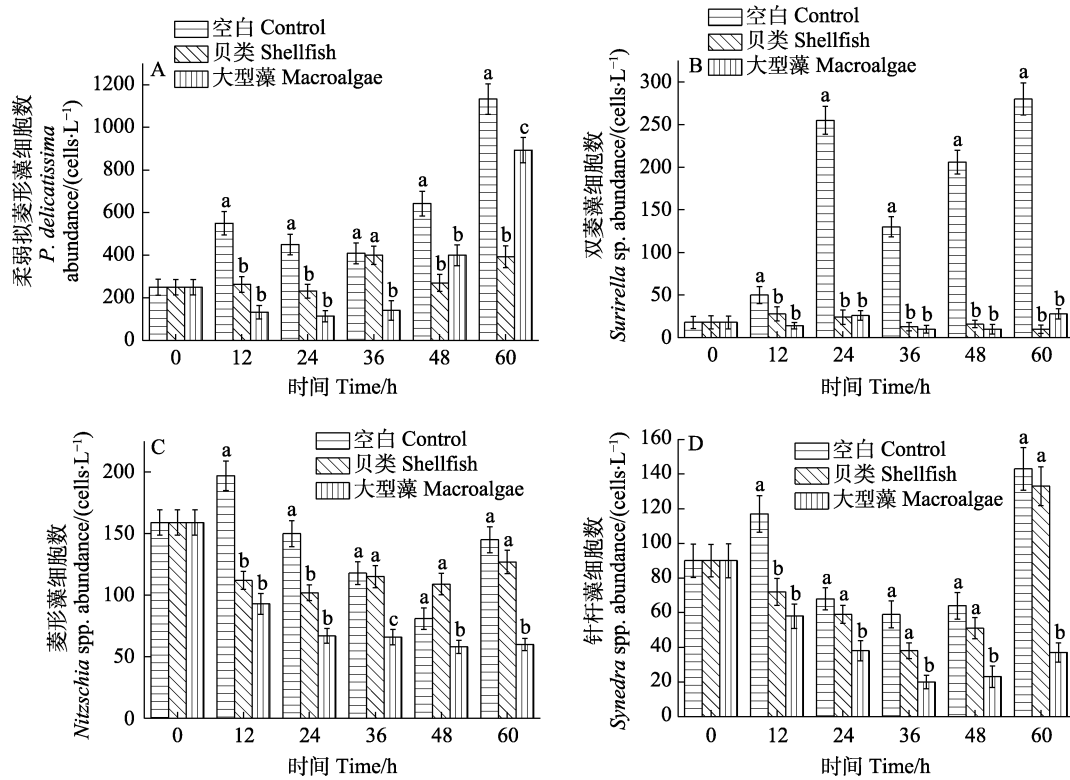 A
空白 Control
贝类 Shellfish
大型藻 Macroalgae
柔弱拟菱形藻细胞数
P. delicatissima
abundance/(cells·L⁻¹)
1200
1000
800
600
400
200
0
a
b
b
a
b
b
a
a
b
a
b
b
a
b
c
0 12 24 36 48 60
时间 Time/h
B
空白 Control
贝类 Shellfish
大型藻 Macroalgae
双菱藻细胞数
Surirella sp. abundance/(cells·L⁻¹)
300
250
200
150
100
50
0
a
b
b
a
b
b
a
b
b
a
b
b
a
b
b
0 12 24 36 48 60
时间 Time/h
C
空白 Control
贝类 Shellfish
大型藻 Macroalgae
菱形藻细胞数
Nitzschia spp. abundance/(cells·L⁻¹)
200
150
100
50
0
a
b
b
a
b
b
a
a
c
a
a
b
a
a
b
0 12 24 36 48 60
时间 Time/h
D
空白 Control
贝类 Shellfish
大型藻 Macroalgae
针杆藻细胞数
Synedra spp. abundance/(cells·L⁻¹)
160
140
120
100
80
60
40
20
0
a
b
b
a
a
b
a
a
b
a
a
b
a
a
b
0 12 24 36 48 60
时间 Time/h